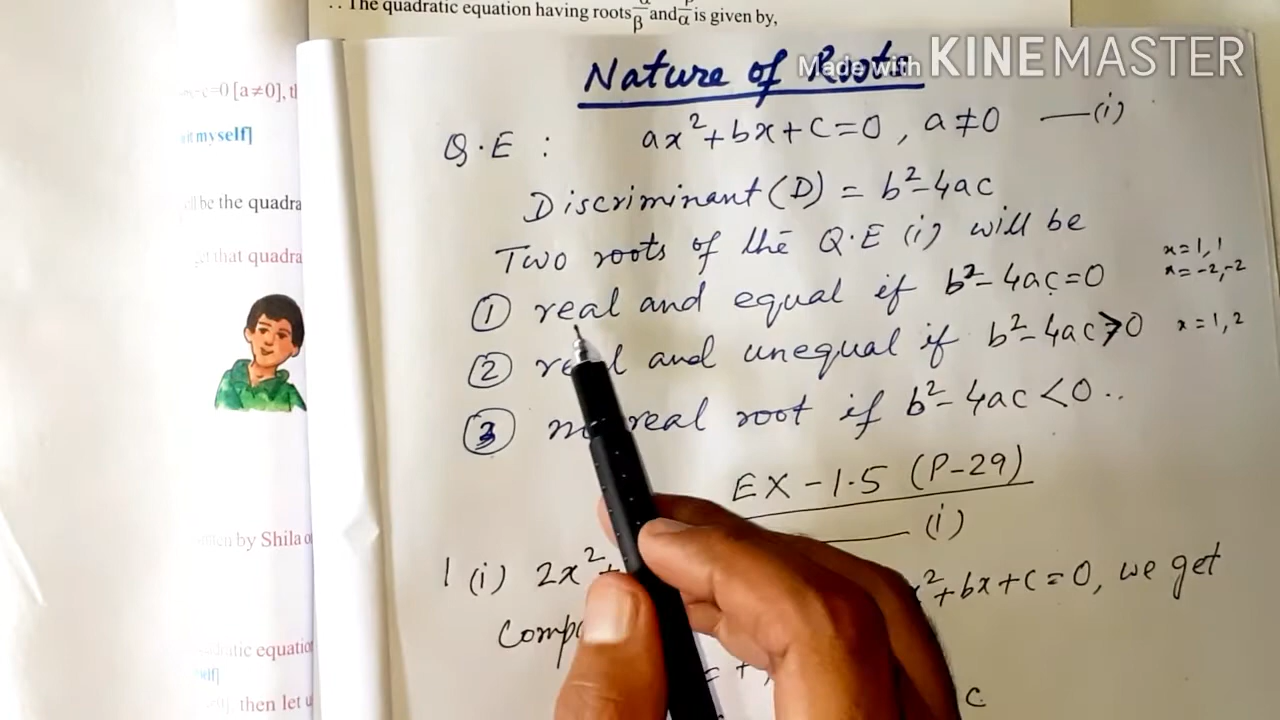 ∴ The quadratic equation having roots α/β and β/α is given by,
Made with KINEMASTER
c=0 [a≠0],
it myself]
be the quadra
get that quadra
by Shila
equation
self]
then let u
Nature of Roots
Q.E : ax²+bx+c=0, a≠0 —(i)
Discriminant (D) = b²-4ac
Two roots of the Q.E (i) will be
① real and equal if b²-4ac=0
x=1,1
x=-2,-2
② real and unequal if b²-4ac>0
x=1,2
③ real root if b²-4ac<0..
EX-1.5 (P-29)
1 (i) 2x²+ —(i)
Comp x²+bx+c=0, we get
c